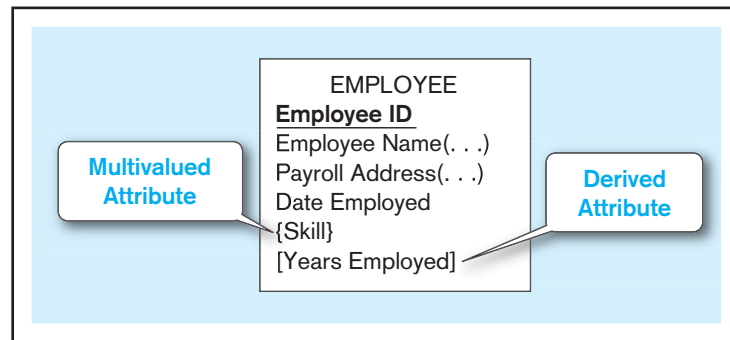 EMPLOYEE
Employee ID
Employee Name(. . .)
Payroll Address(. . .)
Date Employed
{Skill}
[Years Employed]
Multivalued
Attribute
Derived
Attribute